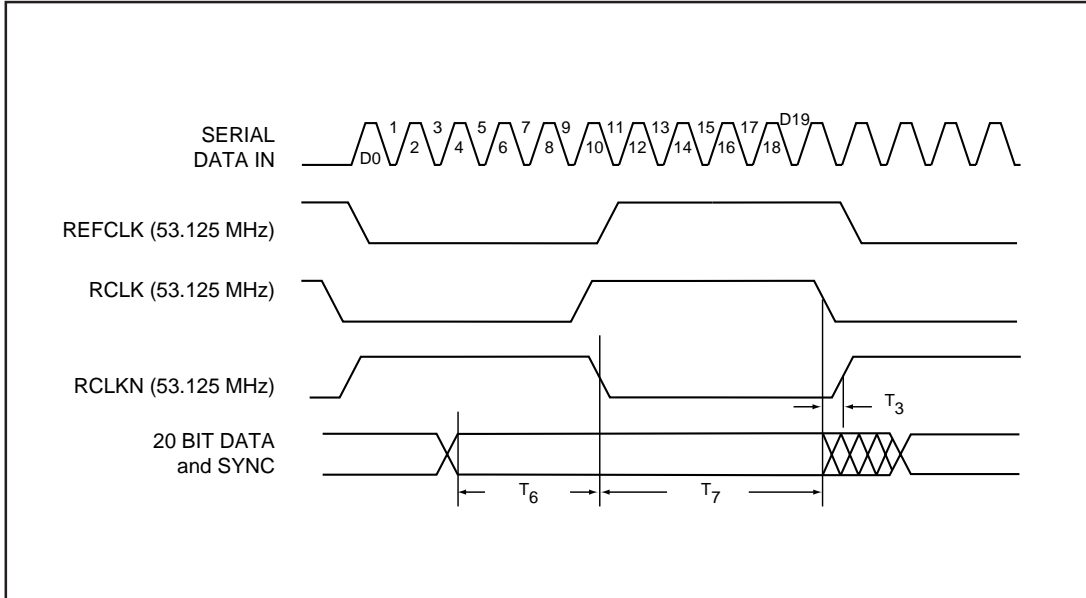 D19
1 3 5 7 9 11 13 15 17
D0 2 4 6 8 10 12 14 16 18
SERIAL
DATA IN
REFCLK (53.125 MHz)
RCLK (53.125 MHz)
RCLKN (53.125 MHz)
T3
20 BIT DATA
and SYNC
T6
T7